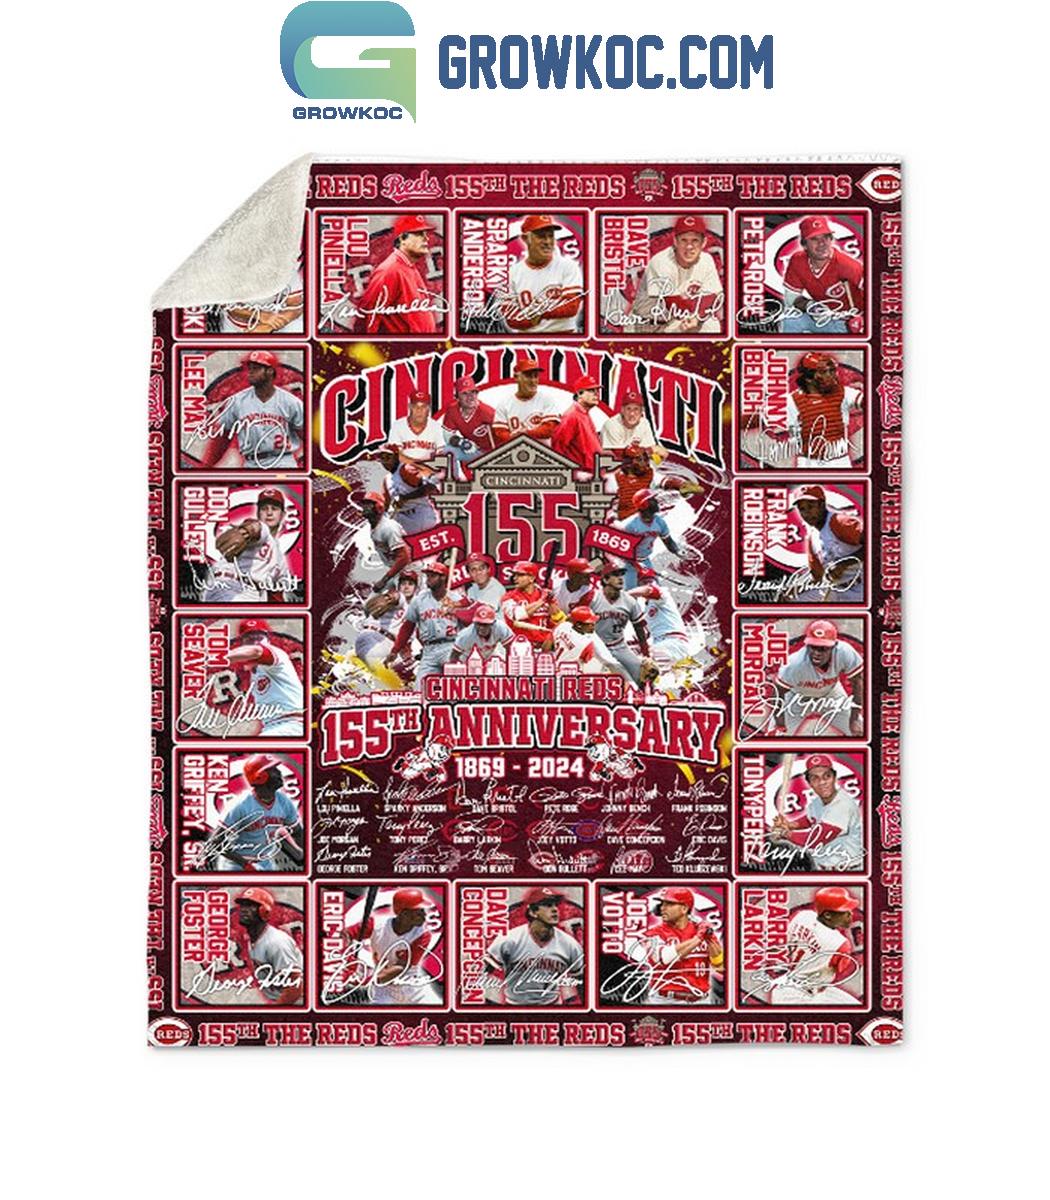 GROWKOC.COM
GROWKOC
REDS Reds 155TH THE REDS 155TH THE REDS REDS
LOU PINIELLA
SPARKY ANDERSON
DAVE BRISTOL
PETE ROSE
LEE MAY
JOHNNY BENCH
DON GULLETT
FRANK ROBINSON
TOM SEAVER
JOE MORGAN
KEN GRIFFEY, SR.
TONY PEREZ
GEORGE FOSTER
ERIC DAVIS
DAVE CONCEPCION
JOEY VOTTO
BARRY LARKIN
CINCINNATI
CINCINNATI
155
EST. 1869
CINCINNATI REDS
155TH ANNIVERSARY
1869 - 2024
LOU PINIELLA SPARKY ANDERSON DAVE BRISTOL PETE ROSE JOHNNY BENCH FRANK ROBINSON
JOE MORGAN TONY PEREZ BARRY LARKIN JOEY VOTTO DAVE CONCEPCION ERIC DAVIS
GEORGE FOSTER KEN GRIFFEY, SR. TOM SEAVER DON GULLETT LEE MAY TED KLUSZEWSKI
REDS 155TH THE REDS Reds 155TH THE REDS 155TH THE REDS REDS